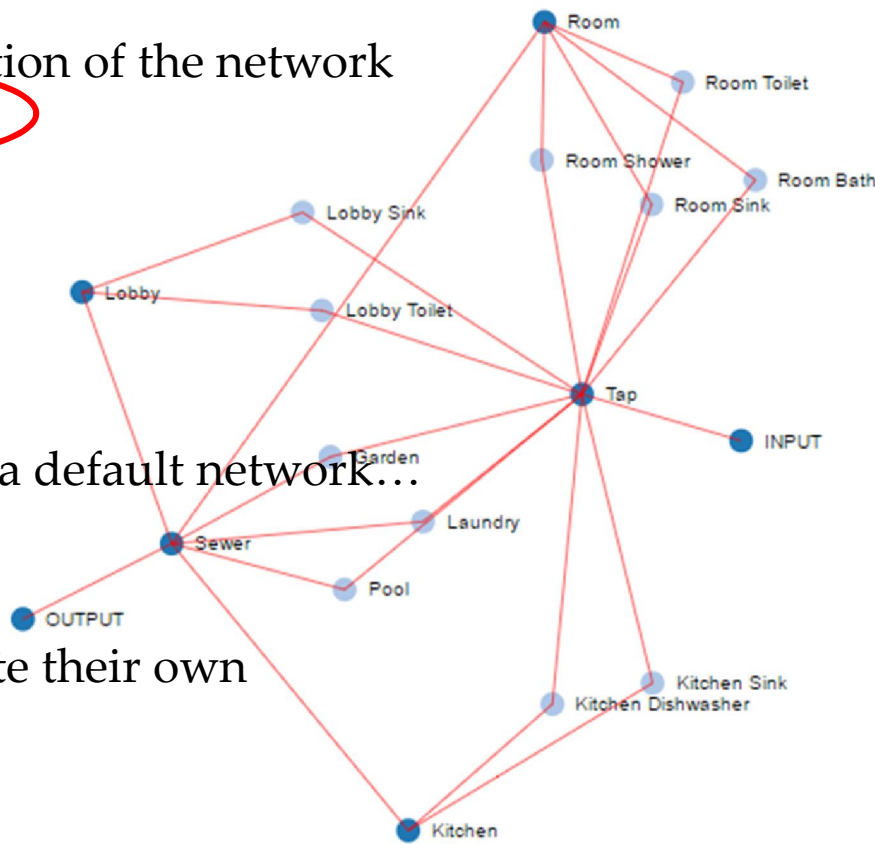 Room
tion of the network
Room Toilet
Room Shower
Room Bath
Room Sink
Lobby Sink
Lobby
Lobby Toilet
Tap
INPUT
Garden
a default network...
Laundry
Sewer
Pool
OUTPUT
te their own
Kitchen Sink
Kitchen Dishwasher
Kitchen